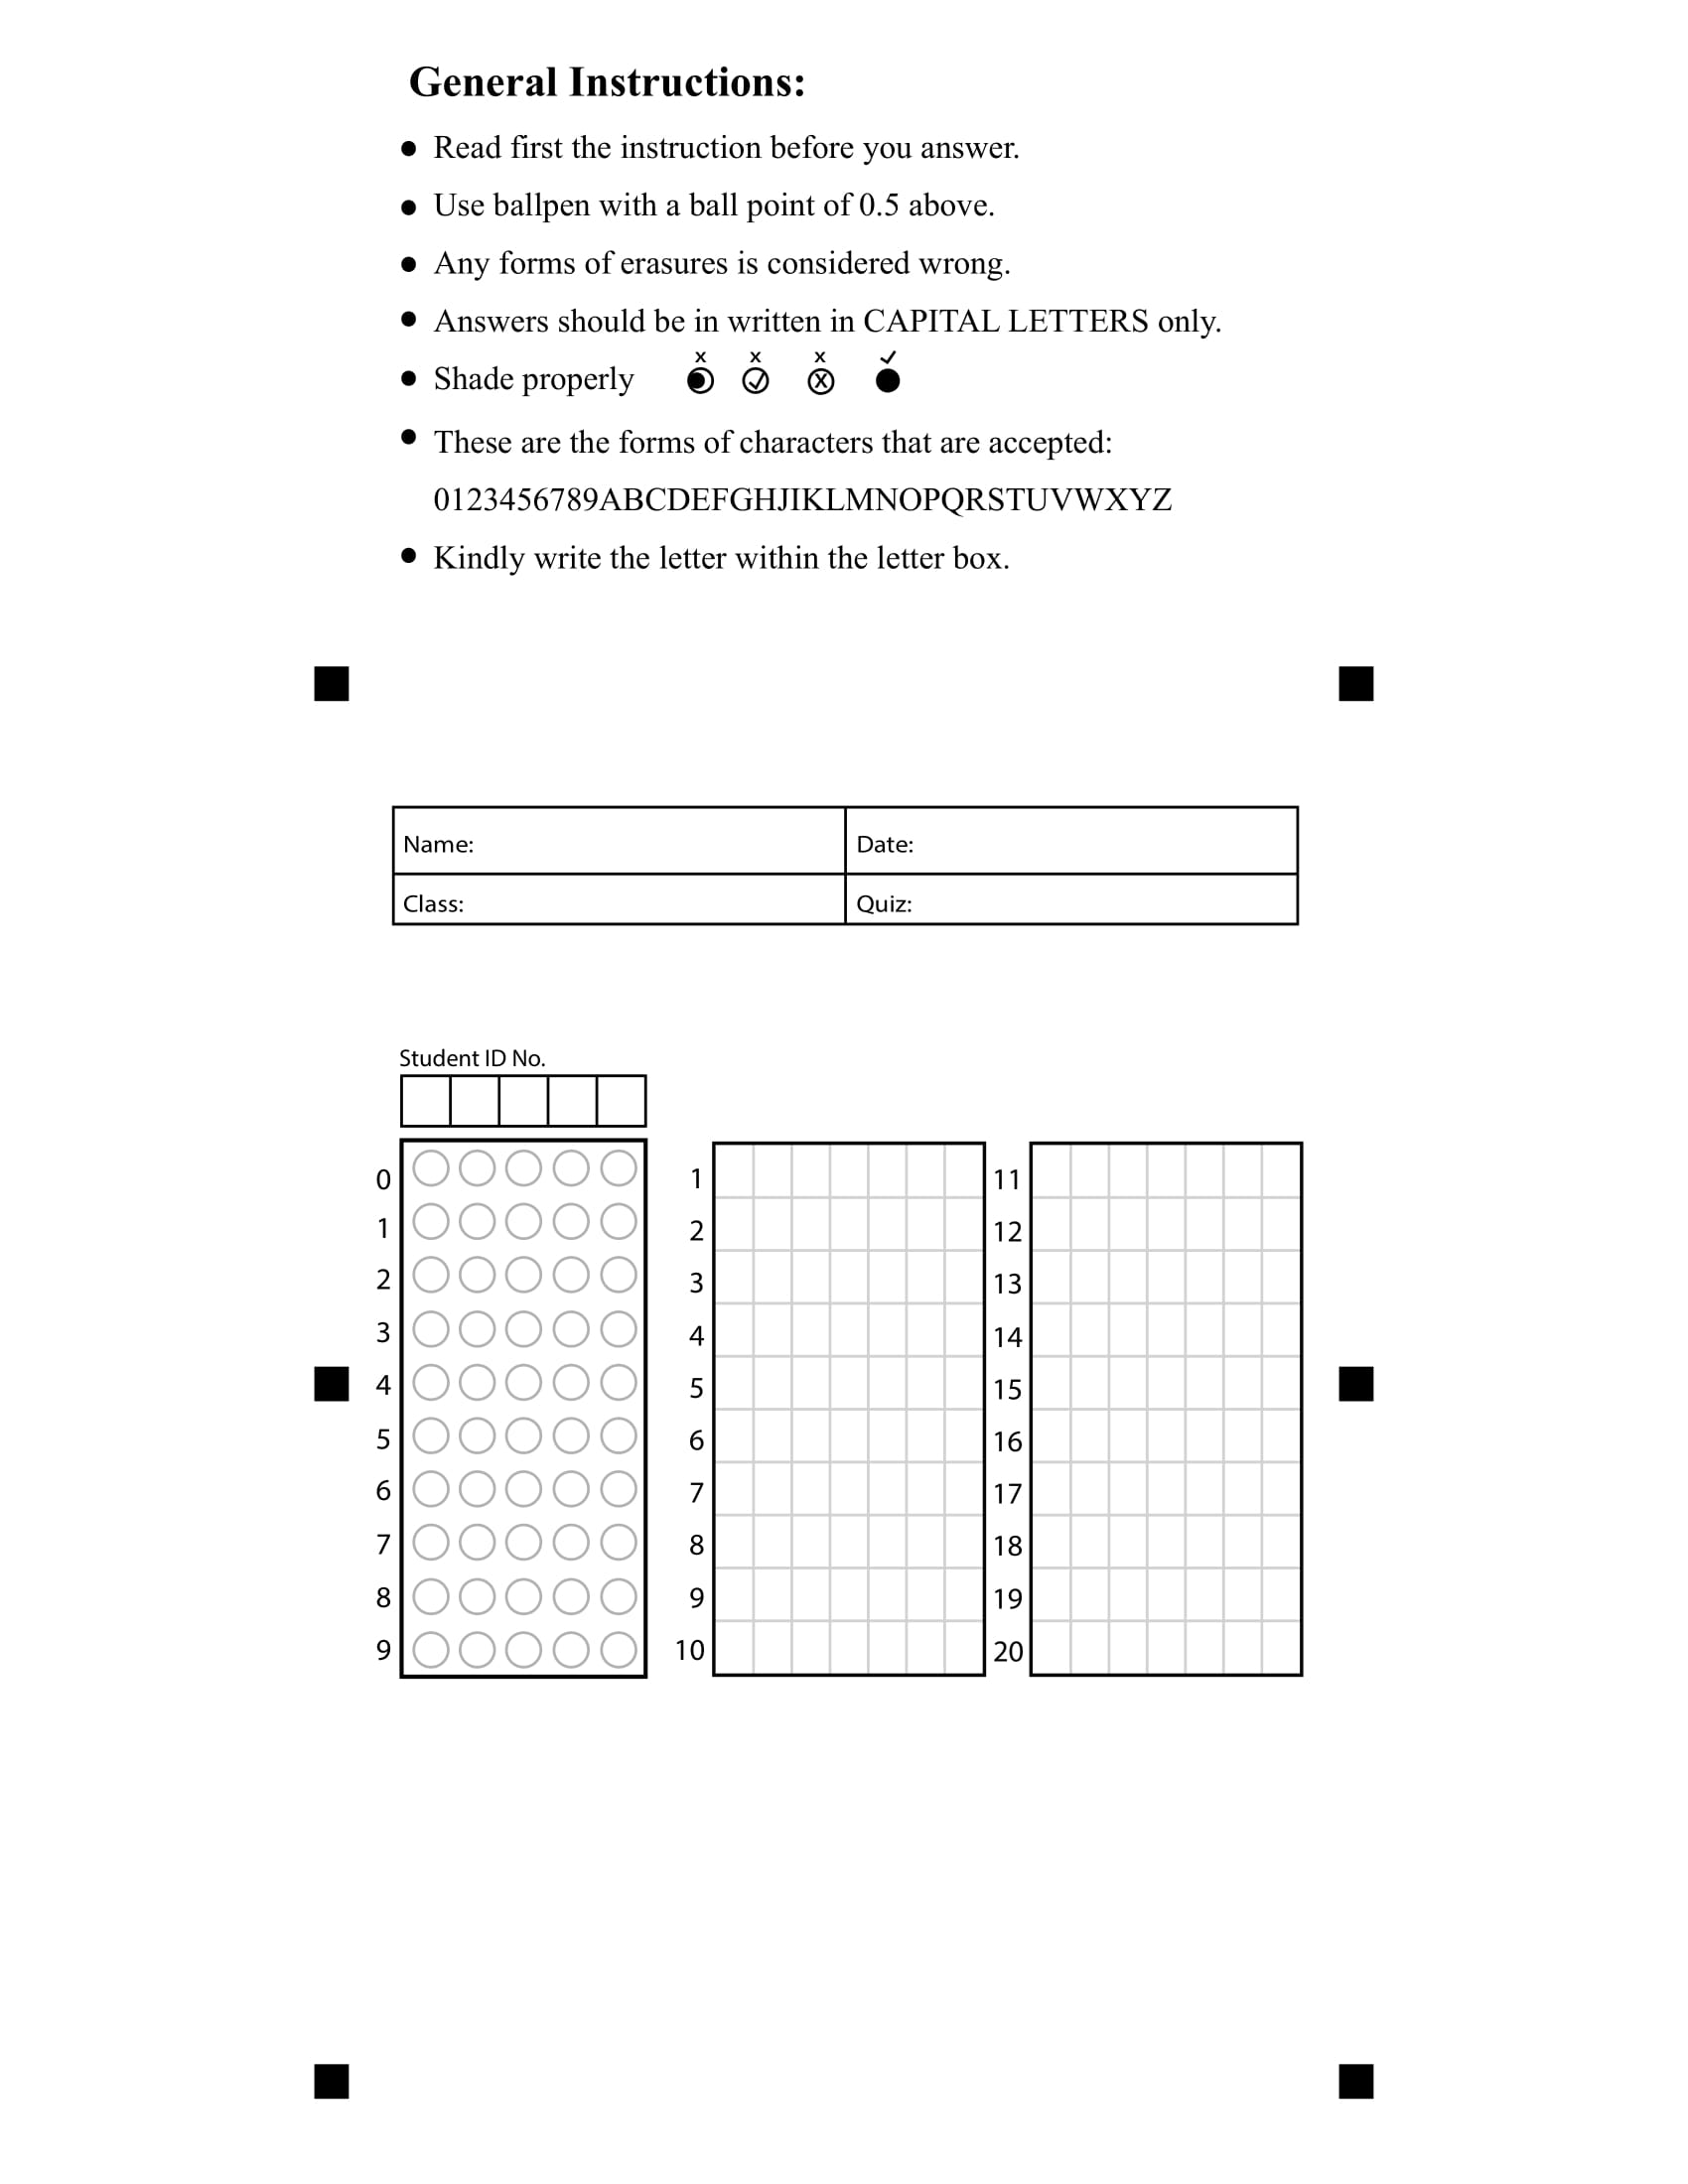 General Instructions:
Read first the instruction before you answer.
Use ballpen with a ball point of 0.5 above.
Any forms of erasures is considered wrong.
Answers should be in written in CAPITAL LETTERS only.
x x x ✓
Shade properly
These are the forms of characters that are accepted:
0123456789ABCDEFGHJIKLMNOPQRSTUVWXYZ
Kindly write the letter within the letter box.
Name: Date:
Class: Quiz:
Student ID No.
0 1 11
1 2 12
2 3 13
3 4 14
4 5 15
5 6 16
6 7 17
7 8 18
8 9 19
9 10 20